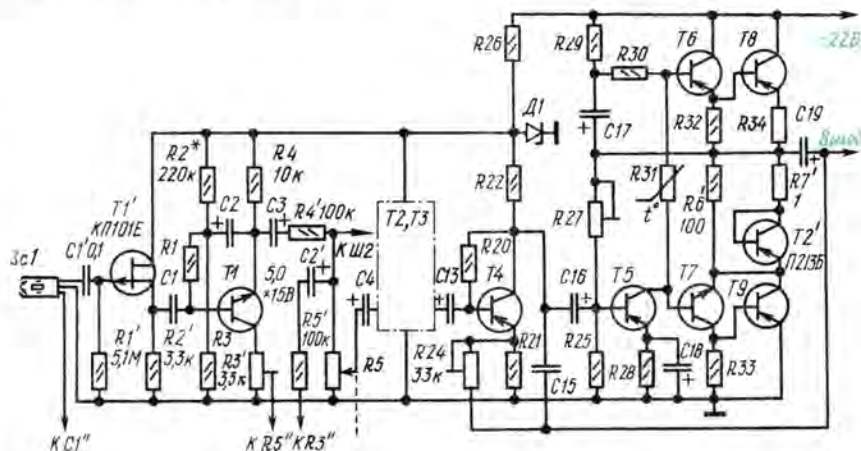 R26
R29
R30
T6
T8
-22В
Д1
C17
R32
R34
C19
Выход
R2*
220к
R4
10к
R22
R31
t°
R6'
100
R7'
1
T1'
КП101Е
C2
C3
R4' 100к
К Ш2
T2,T3
R27
T2'
П213Б
Зс1
C1' 0,1
R1
C2'
C4
R20
C13
T4
C16
T5
T7
T9
C1
T1
5,0
×15В
R1'
5,1М
R2'
3,3к
R3
R3'
3,3к
R5'
100к
R5
R24
33к
R21
C15
R25
R28
C18
R33
К C1"
К R5"
К R3"